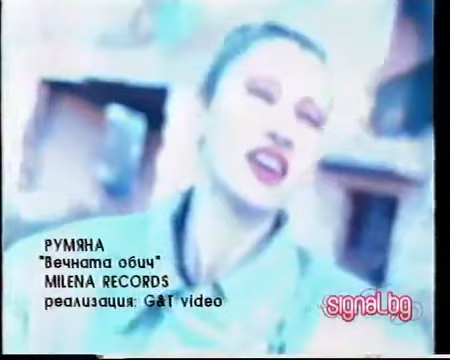 РУМЯНА
"Вечната обич"
MILENA RECORDS
реализация: G&T video
signal.bg